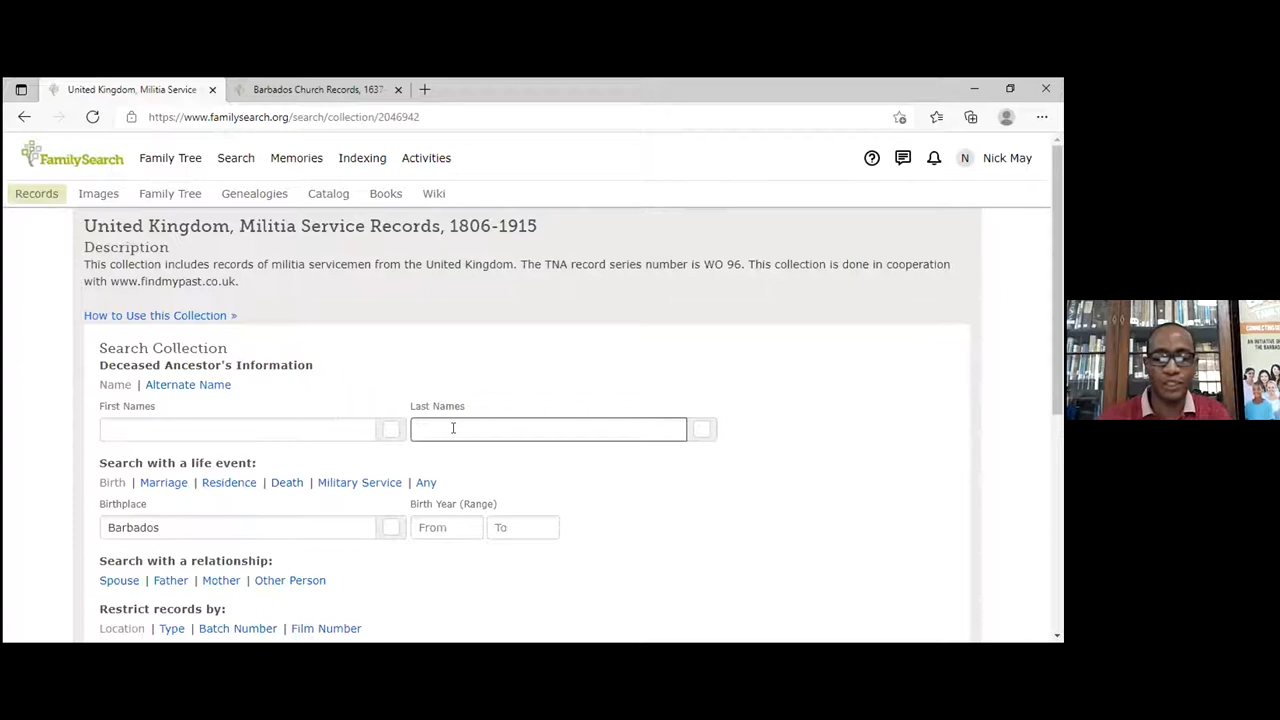 United Kingdom, Militia Service
Barbados Church Records, 1637-
https://www.familysearch.org/search/collection/2046942
FamilySearch Family Tree Search Memories Indexing Activities N Nick May
Records Images Family Tree Genealogies Catalog Books Wiki
United Kingdom, Militia Service Records, 1806-1915
Description
This collection includes records of militia servicemen from the United Kingdom. The TNA record series number is WO 96. This collection is done in cooperation
with www.findmypast.co.uk.
How to Use this Collection »
Search Collection
Deceased Ancestor's Information
Name | Alternate Name
First Names Last Names
Search with a life event:
Birth | Marriage | Residence | Death | Military Service | Any
Birthplace Birth Year (Range)
Barbados From To
Search with a relationship:
Spouse | Father | Mother | Other Person
Restrict records by:
Location | Type | Batch Number | Film Number
CONNECTING
AN INITIATIVE O
THE BARBAD